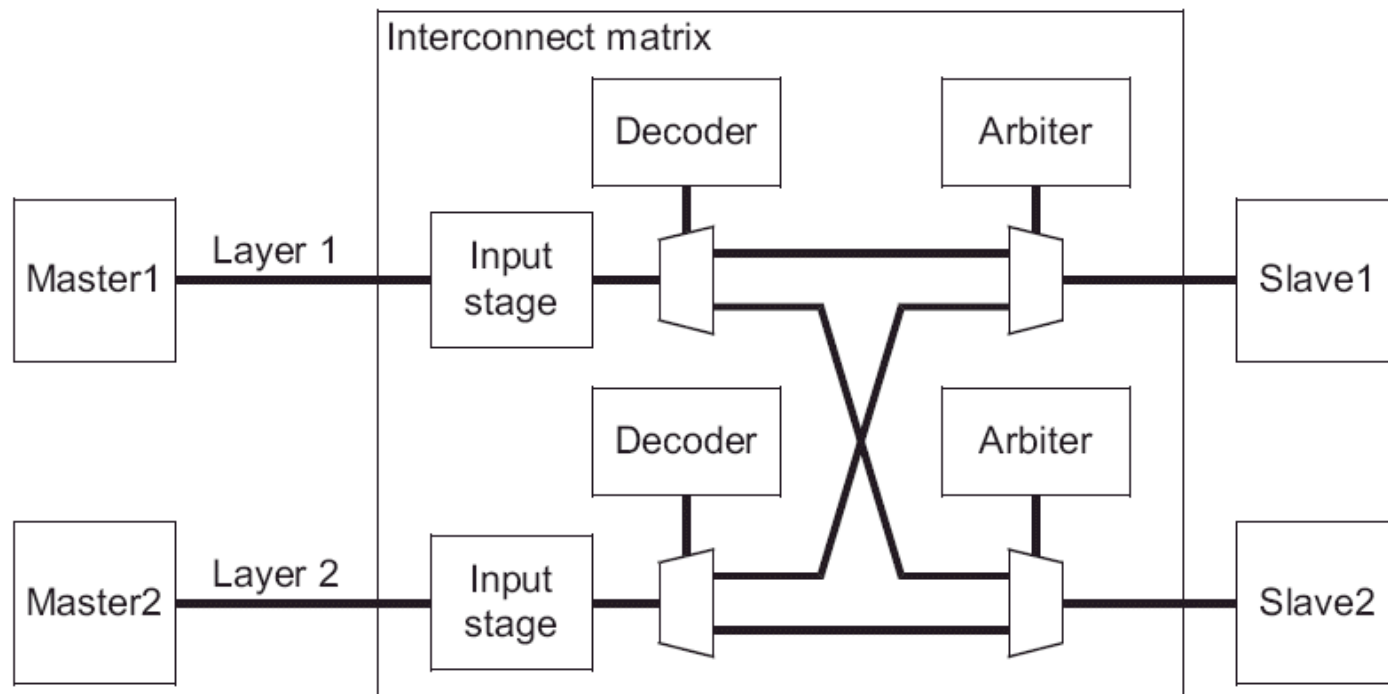 Interconnect matrix
Decoder
Arbiter
Master1
Layer 1
Input
stage
Slave1
Decoder
Arbiter
Master2
Layer 2
Input
stage
Slave2